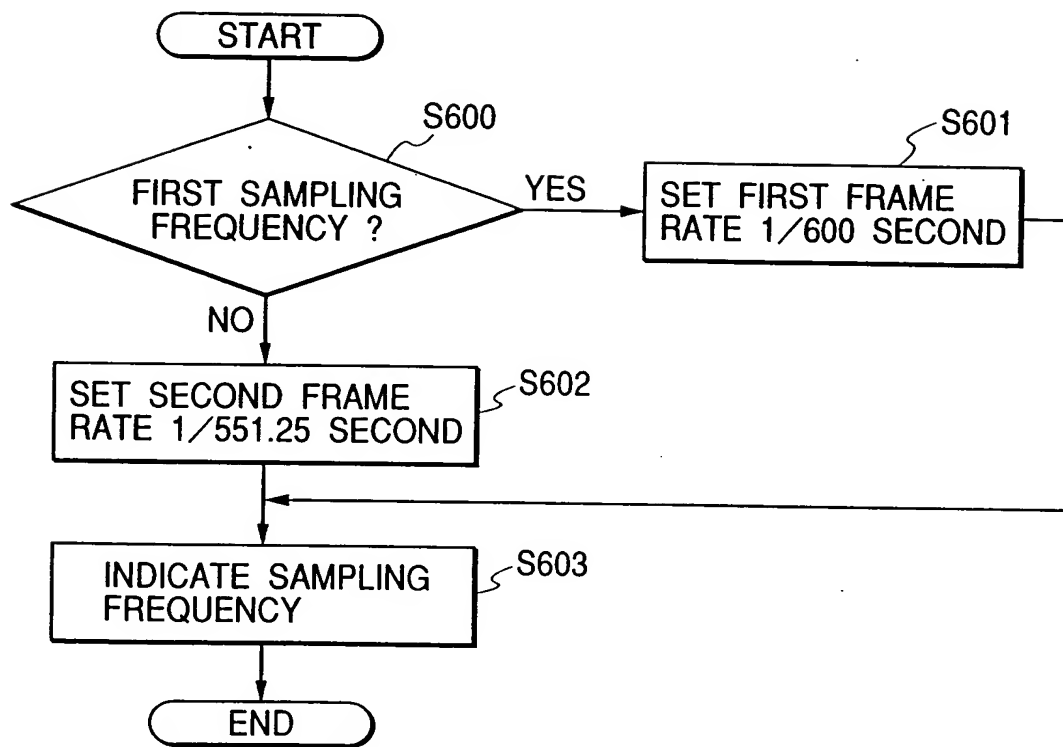 START
S600
FIRST SAMPLING
FREQUENCY ?
YES
S601
SET FIRST FRAME
RATE 1/600 SECOND
NO
S602
SET SECOND FRAME
RATE 1/551.25 SECOND
S603
INDICATE SAMPLING
FREQUENCY
END